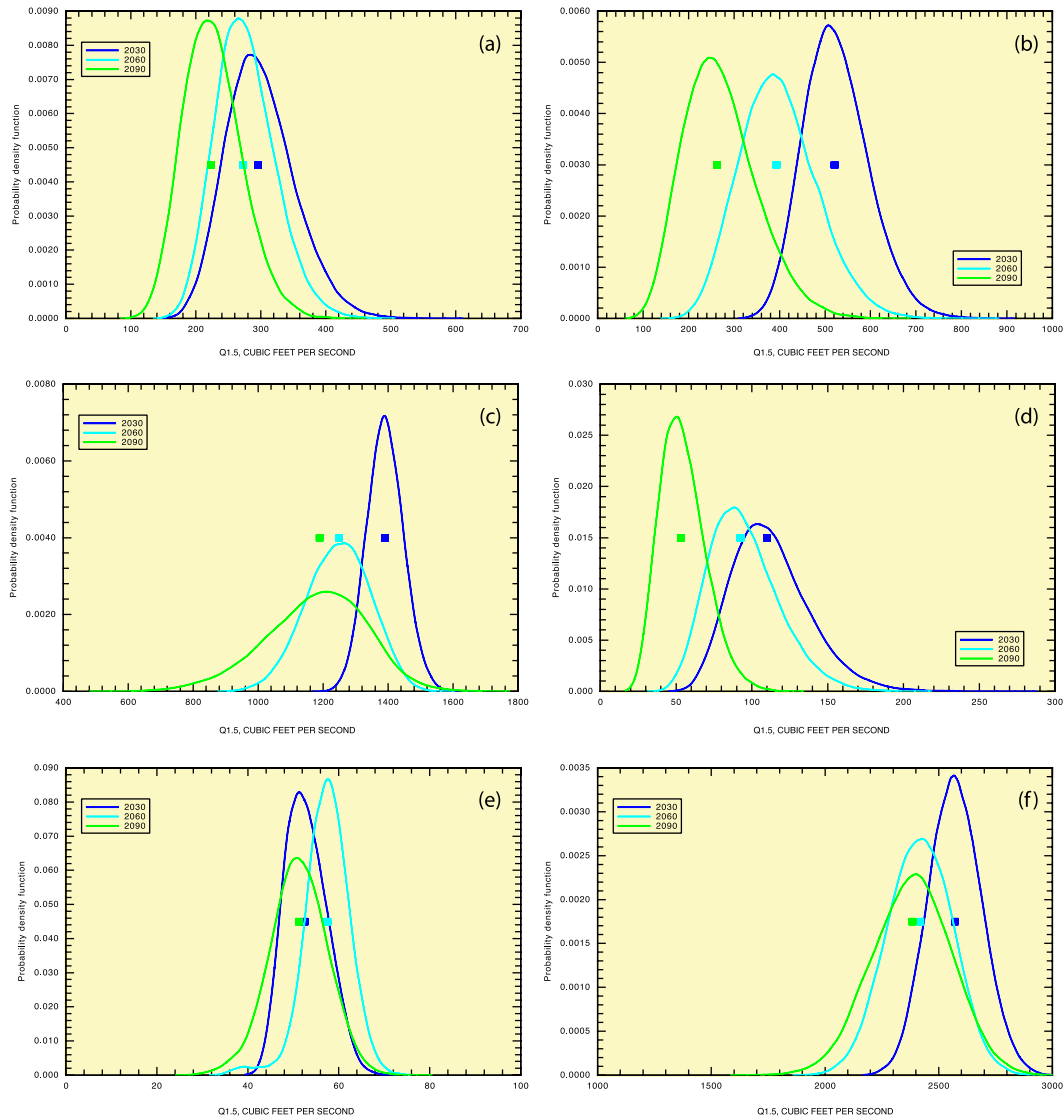 (a)
2030
2060
2090
Probability density function
0.0090
0.0080
0.0070
0.0060
0.0050
0.0040
0.0030
0.0020
0.0010
0.0000
0 100 200 300 400 500 600 700
Q1.5, CUBIC FEET PER SECOND
(b)
2030
2060
2090
Probability density function
0.0060
0.0050
0.0040
0.0030
0.0020
0.0010
0.0000
0 100 200 300 400 500 600 700 800 900 1000
Q1.5, CUBIC FEET PER SECOND
(c)
2030
2060
2090
Probability density function
0.0080
0.0060
0.0040
0.0020
0.0000
400 600 800 1000 1200 1400 1600 1800
Q1.5, CUBIC FEET PER SECOND
(d)
2030
2060
2090
Probability density function
0.030
0.025
0.020
0.015
0.010
0.005
0.000
0 50 100 150 200 250 300
Q1.5, CUBIC FEET PER SECOND
(e)
2030
2060
2090
Probability density function
0.090
0.080
0.070
0.060
0.050
0.040
0.030
0.020
0.010
0.000
0 20 40 60 80 100
Q1.5, CUBIC FEET PER SECOND
(f)
2030
2060
2090
Probability density function
0.0035
0.0030
0.0025
0.0020
0.0015
0.0010
0.0005
0.0000
1000 1500 2000 2500 3000
Q1.5, CUBIC FEET PER SECOND